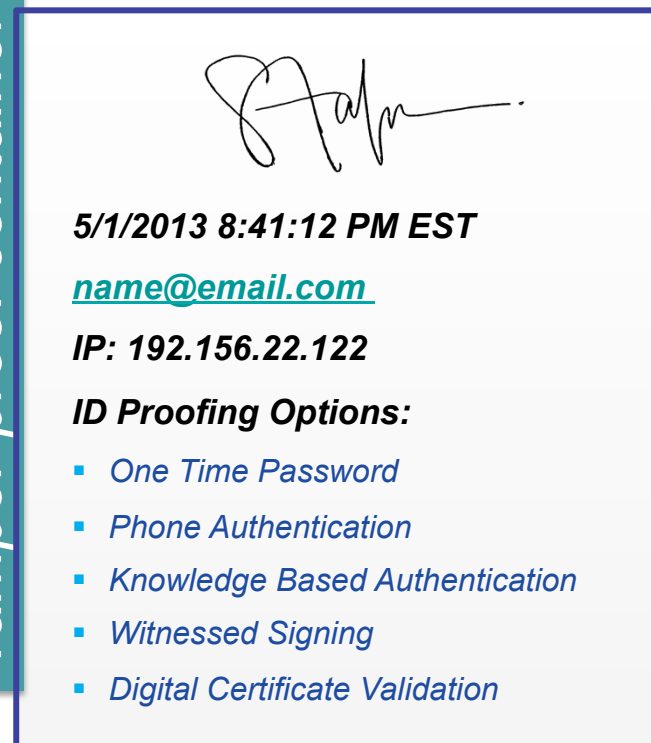 5/1/2013 8:41:12 PM EST
name@email.com
IP: 192.156.22.122
ID Proofing Options:
▪ One Time Password
▪ Phone Authentication
▪ Knowledge Based Authentication
▪ Witnessed Signing
▪ Digital Certificate Validation